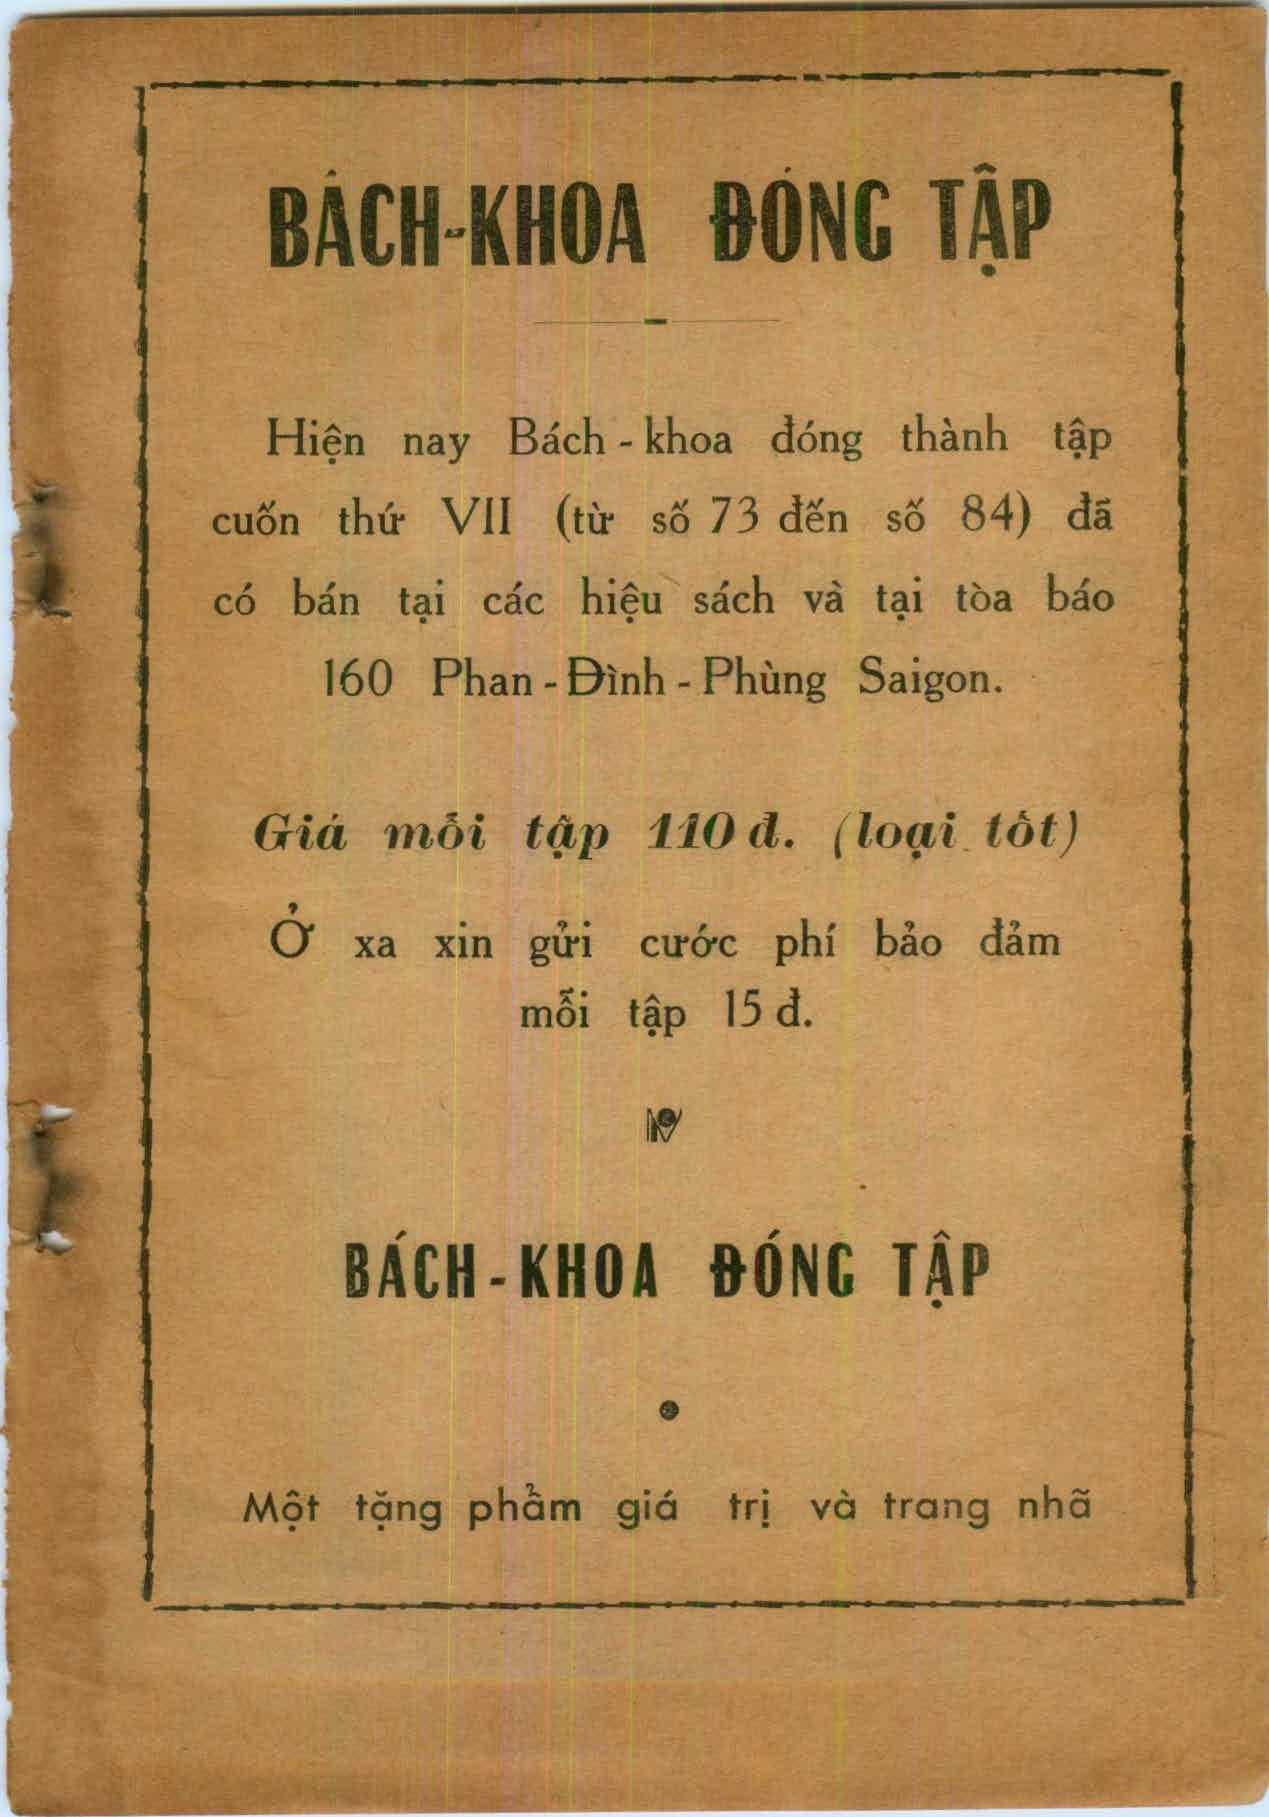 BÁCH-KHOA ĐÓNG TẬP
Hiện nay Bách - khoa đóng thành tập
cuốn thứ VII (từ số 73 đến số 84) đã
có bán tại các hiệu sách và tại tòa báo
160 Phan - Đình - Phùng Saigon.
Giá mỗi tập 110 đ. (loại tốt)
Ở xa xin gửi cước phí bảo đảm
mỗi tập 15 đ.
BÁCH - KHOA ĐÓNG TẬP
Một tặng phẩm giá trị và trang nhã